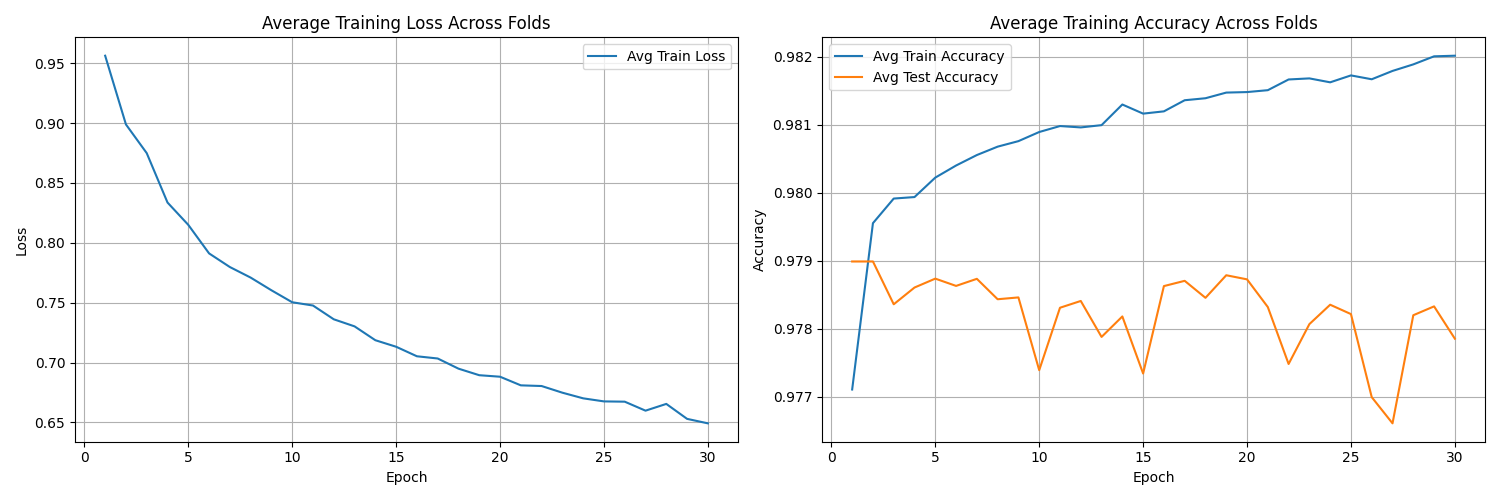 Average Training Loss Across Folds
Avg Train Loss
0.95
0.90
0.85
0.80
0.75
0.70
0.65
Loss
0 5 10 15 20 25 30
Epoch
Average Training Accuracy Across Folds
Avg Train Accuracy
Avg Test Accuracy
0.982
0.981
0.980
0.979
0.978
0.977
Accuracy
0 5 10 15 20 25 30
Epoch